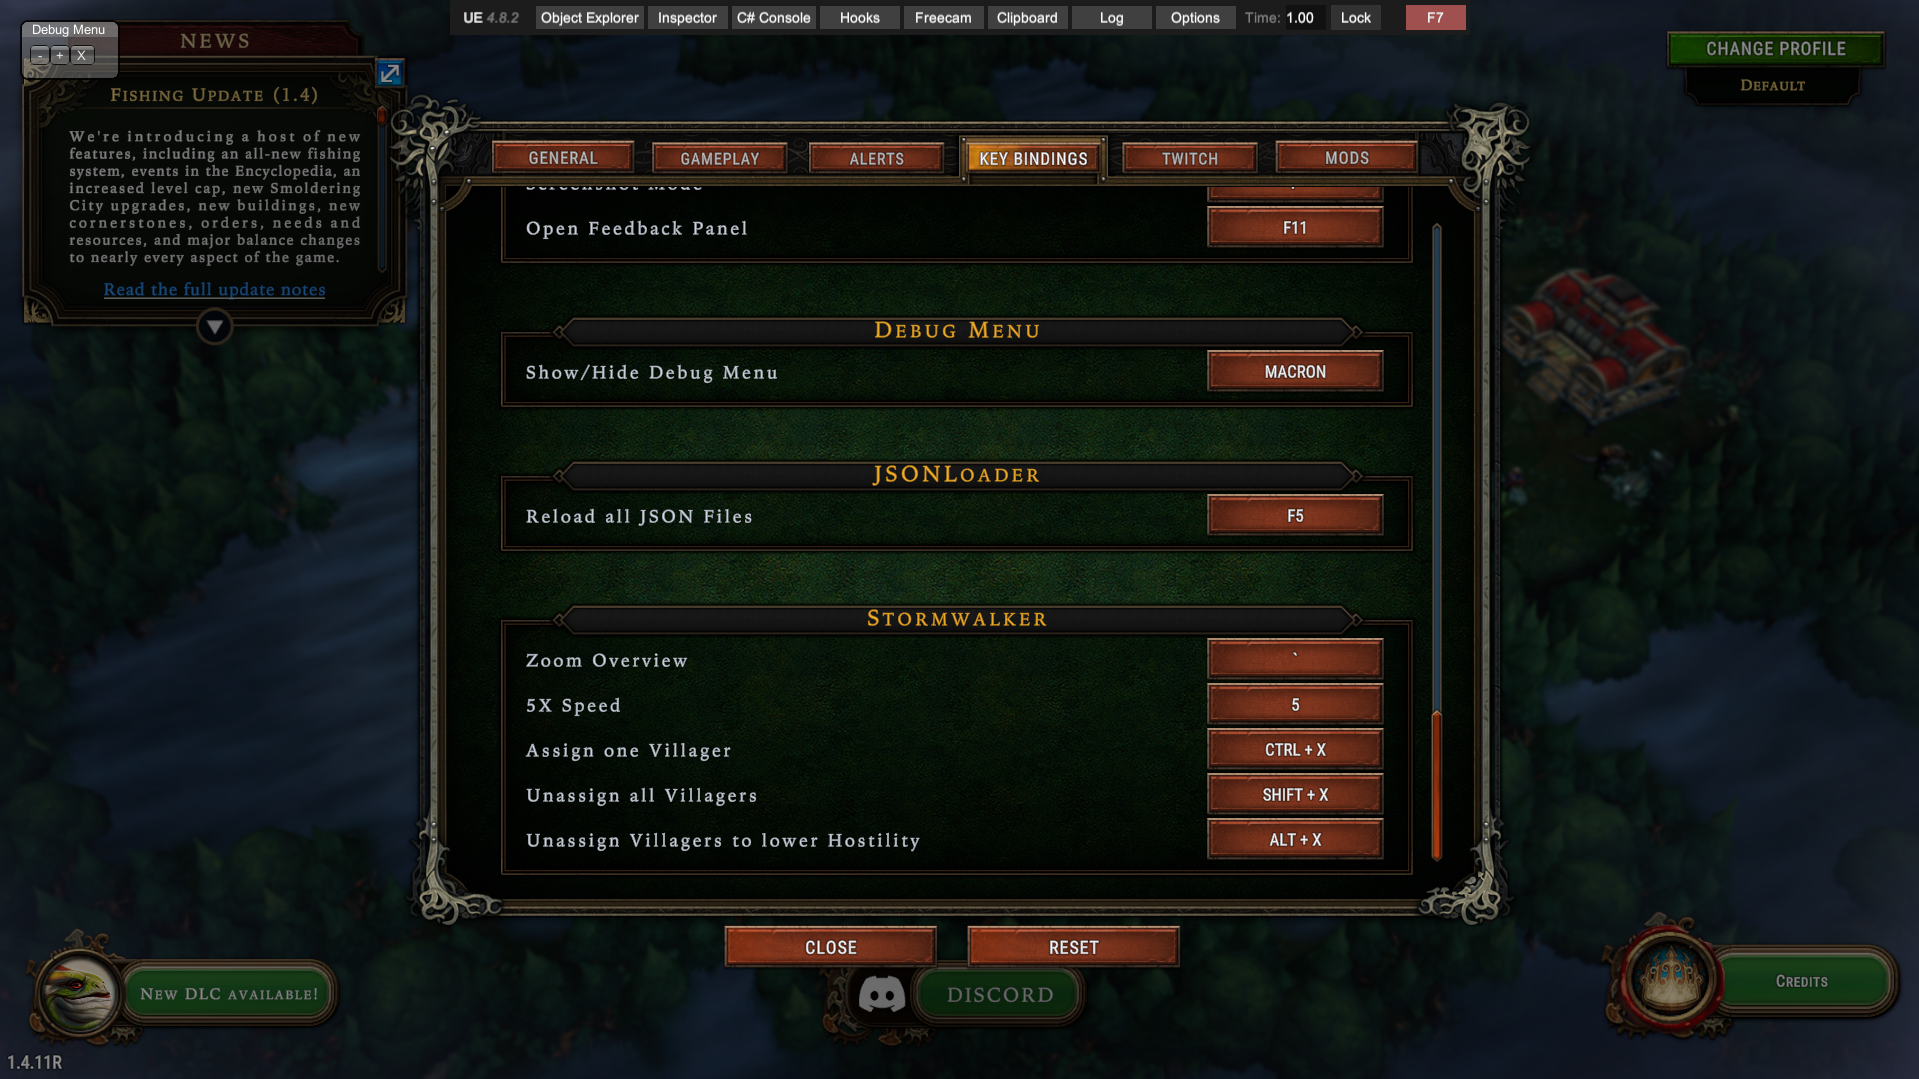 UE 4.8.2 Object Explorer Inspector C# Console Hooks Freecam Clipboard Log Options Time: 1.00 Lock F7
Debug Menu
- + X
NEWS
Fishing Update (1.4)
We're introducing a host of new
features, including an all-new fishing
system, events in the Encyclopedia, an
increased level cap, new Smoldering
City upgrades, new buildings, new
cornerstones, orders, needs and
resources, and major balance changes
to nearly every aspect of the game.
Read the full update notes
CHANGE PROFILE
Default
GENERAL GAMEPLAY ALERTS KEY BINDINGS TWITCH MODS
Screenshot Mode
Open Feedback Panel F11
Debug Menu
Show/Hide Debug Menu MACRON
JSONLoader
Reload all JSON Files F5
Stormwalker
Zoom Overview `
5X Speed 5
Assign one Villager CTRL + X
Unassign all Villagers SHIFT + X
Unassign Villagers to lower Hostility ALT + X
CLOSE RESET
New DLC available!
DISCORD
Credits
1.4.11R